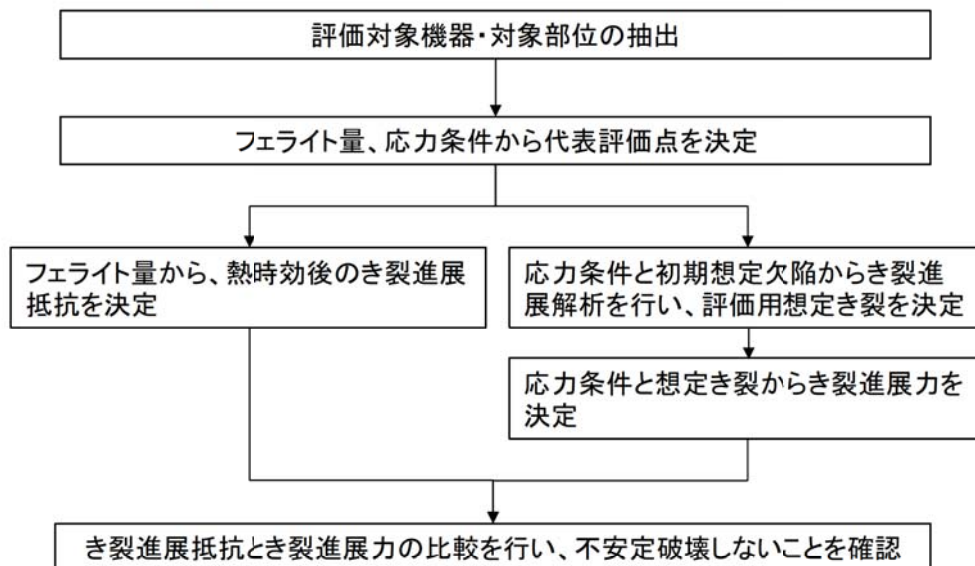 評価対象機器・対象部位の抽出
フェライト量、応力条件から代表評価点を決定
フェライト量から、熱時効後のき裂進展
抵抗を決定
応力条件と初期想定欠陥からき裂進
展解析を行い、評価用想定き裂を決定
応力条件と想定き裂からき裂進展力を
決定
き裂進展抵抗とき裂進展力の比較を行い、不安定破壊しないことを確認